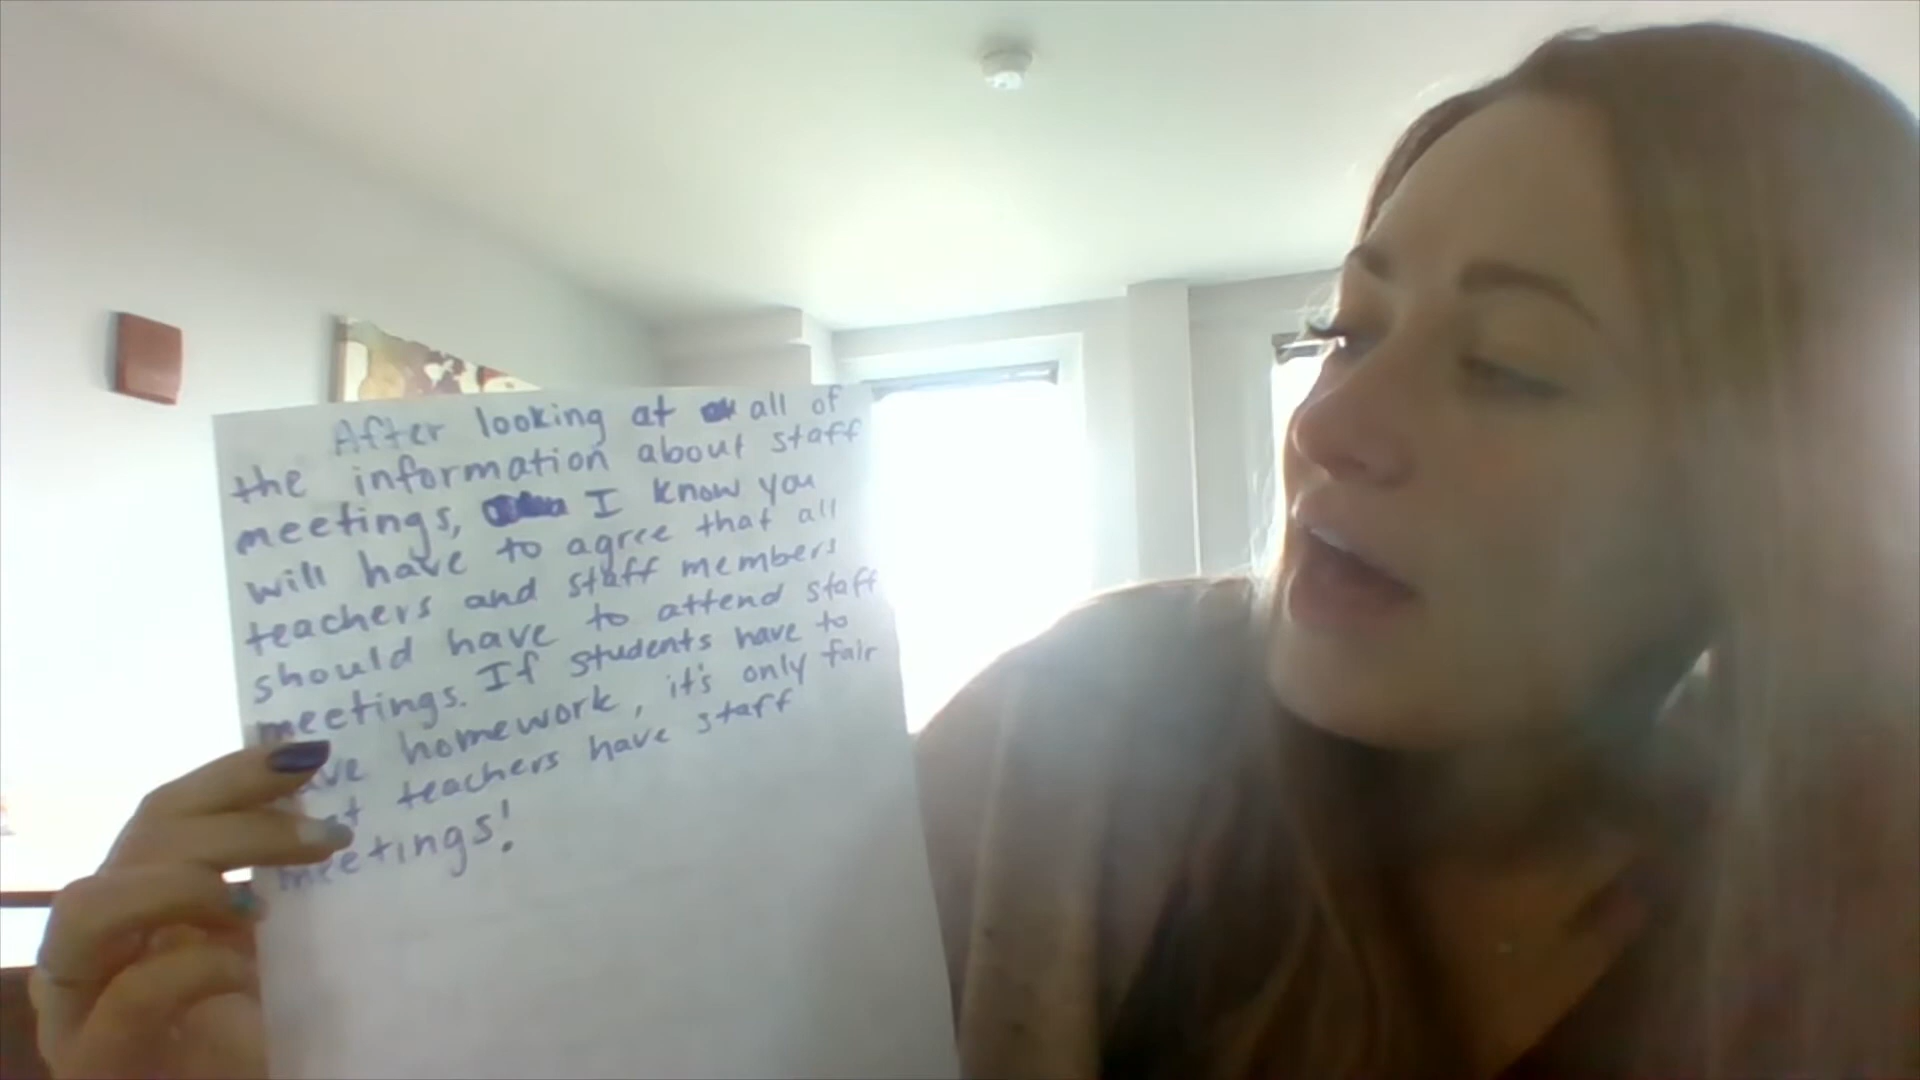 After looking at all of
the information about staff
meetings, I know you
will have to agree that all
teachers and staff members
should have to attend staff
meetings. If students have to
ve homework, it's only fair
t teachers have staff
meetings!